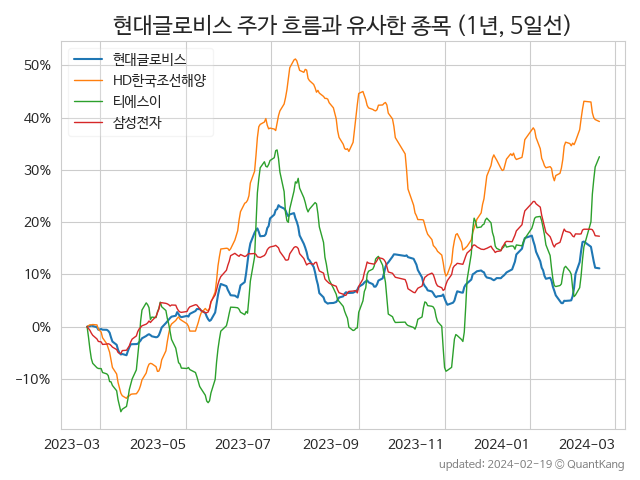 현대글로비스 주가 흐름과 유사한 종목 (1년, 5일선)
현대글로비스
HD한국조선해양
티에스이
삼성전자
50%
40%
30%
20%
10%
0%
−10%
2023-03 2023-05 2023-07 2023-09 2023-11 2024-01 2024-03
updated: 2024-02-19 © QuantKang